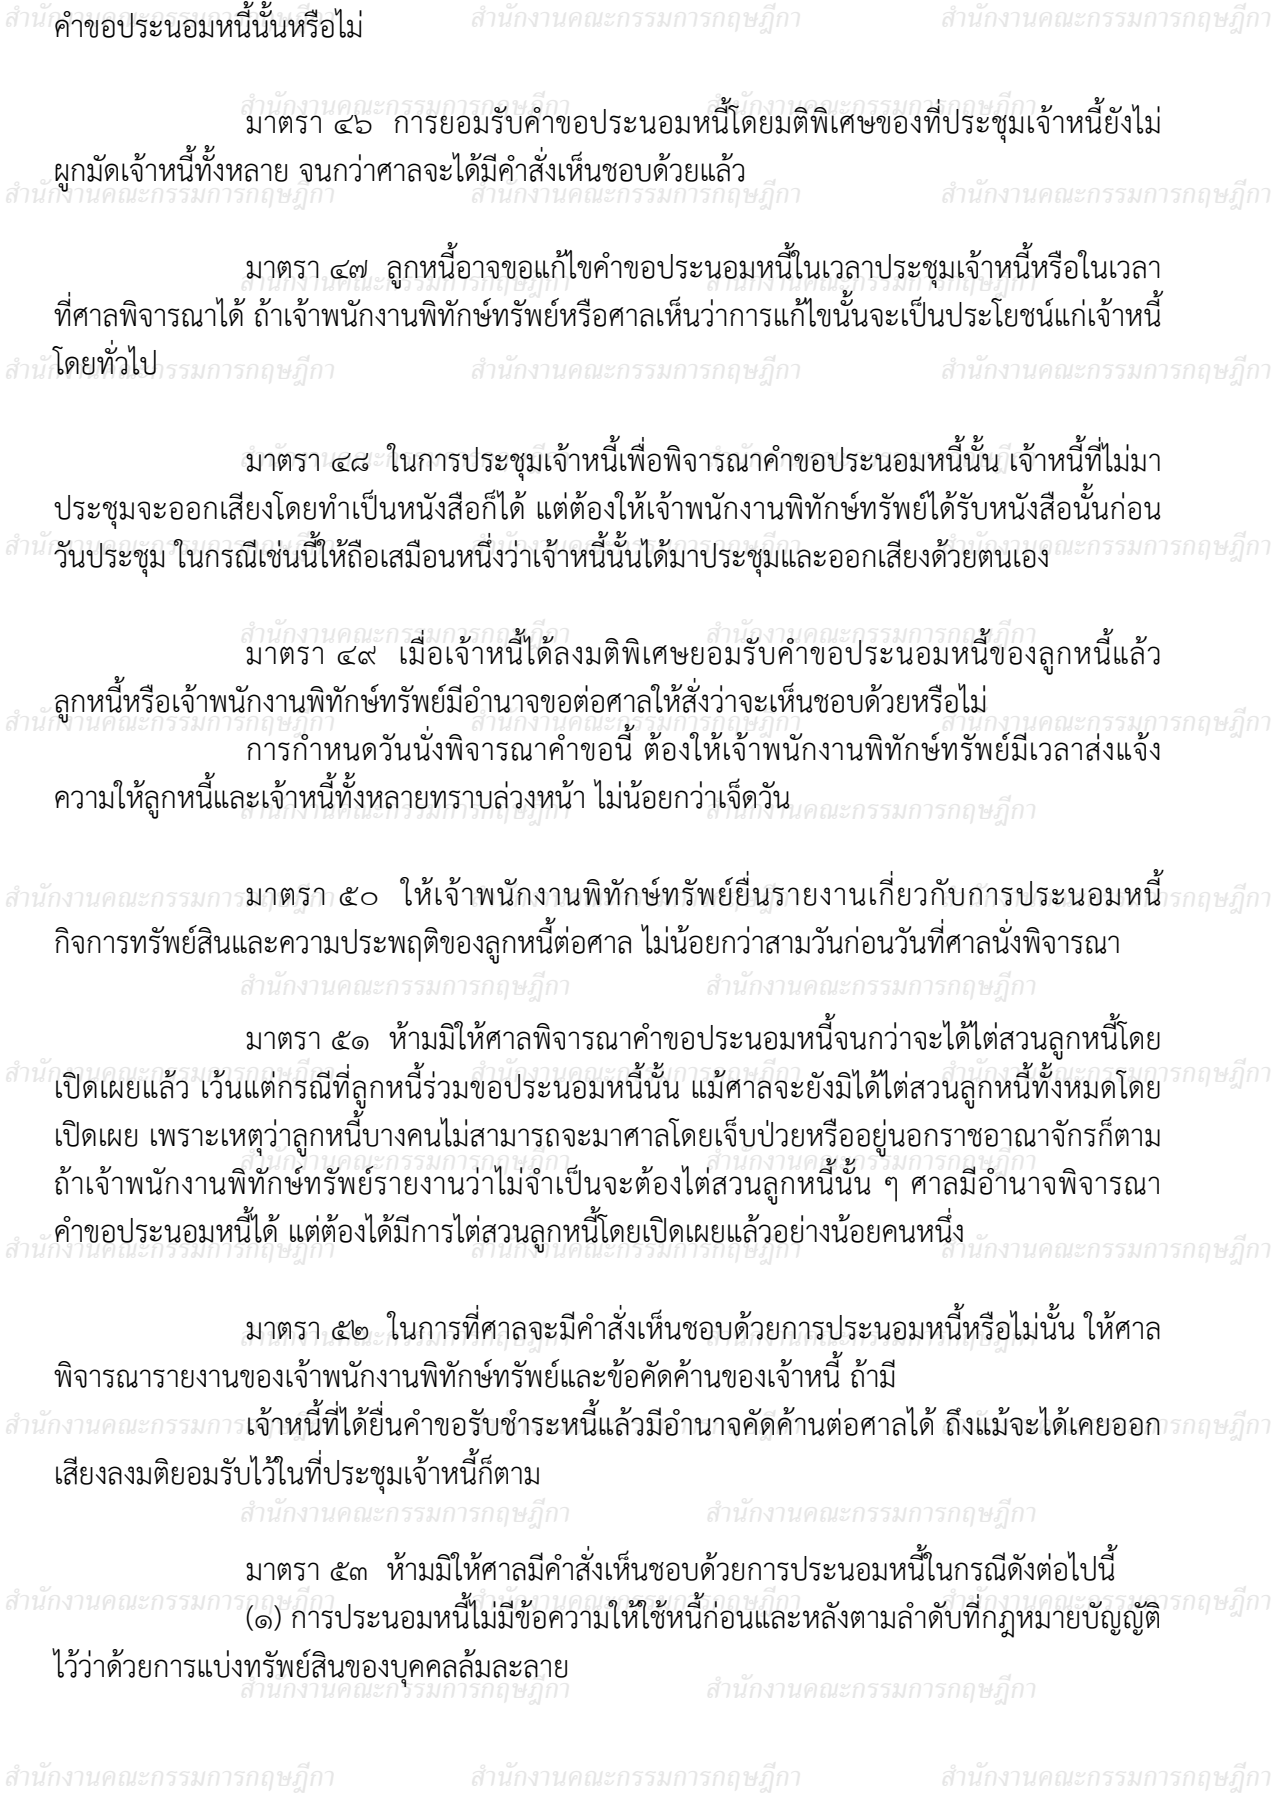 คำขอประนอมหนี้นั้นหรือไม่
มาตรา ๔๖ การยอมรับคำขอประนอมหนี้โดยมติพิเศษของที่ประชุมเจ้าหนี้ยังไม่
ผูกมัดเจ้าหนี้ทั้งหลาย จนกว่าศาลจะได้มีคำสั่งเห็นชอบด้วยแล้ว
มาตรา ๔๗ ลูกหนี้อาจขอแก้ไขคำขอประนอมหนี้ในเวลาประชุมเจ้าหนี้หรือในเวลา
ที่ศาลพิจารณาได้ ถ้าเจ้าพนักงานพิทักษ์ทรัพย์หรือศาลเห็นว่าการแก้ไขนั้นจะเป็นประโยชน์แก่เจ้าหนี้
โดยทั่วไป
มาตรา ๔๘ ในการประชุมเจ้าหนี้เพื่อพิจารณาคำขอประนอมหนี้นั้น เจ้าหนี้ที่ไม่มา
ประชุมจะออกเสียงโดยทำเป็นหนังสือก็ได้ แต่ต้องให้เจ้าพนักงานพิทักษ์ทรัพย์ได้รับหนังสือนั้นก่อน
วันประชุม ในกรณีเช่นนี้ให้ถือเสมือนหนึ่งว่าเจ้าหนี้นั้นได้มาประชุมและออกเสียงด้วยตนเอง
มาตรา ๔๙ เมื่อเจ้าหนี้ได้ลงมติพิเศษยอมรับคำขอประนอมหนี้ของลูกหนี้แล้ว
ลูกหนี้หรือเจ้าพนักงานพิทักษ์ทรัพย์มีอำนาจขอต่อศาลให้สั่งว่าจะเห็นชอบด้วยหรือไม่
การกำหนดวันนั่งพิจารณาคำขอนี้ ต้องให้เจ้าพนักงานพิทักษ์ทรัพย์มีเวลาส่งแจ้ง
ความให้ลูกหนี้และเจ้าหนี้ทั้งหลายทราบล่วงหน้า ไม่น้อยกว่าเจ็ดวัน
มาตรา ๕๐ ให้เจ้าพนักงานพิทักษ์ทรัพย์ยื่นรายงานเกี่ยวกับการประนอมหนี้
กิจการทรัพย์สินและความประพฤติของลูกหนี้ต่อศาล ไม่น้อยกว่าสามวันก่อนวันที่ศาลนั่งพิจารณา
มาตรา ๕๑ ห้ามมิให้ศาลพิจารณาคำขอประนอมหนี้จนกว่าจะได้ไต่สวนลูกหนี้โดย
เปิดเผยแล้ว เว้นแต่กรณีที่ลูกหนี้ร่วมขอประนอมหนี้นั้น แม้ศาลจะยังมิได้ไต่สวนลูกหนี้ทั้งหมดโดย
เปิดเผย เพราะเหตุว่าลูกหนี้บางคนไม่สามารถจะมาศาลโดยเจ็บป่วยหรืออยู่นอกราชอาณาจักรก็ตาม
ถ้าเจ้าพนักงานพิทักษ์ทรัพย์รายงานว่าไม่จำเป็นจะต้องไต่สวนลูกหนี้นั้น ๆ ศาลมีอำนาจพิจารณา
คำขอประนอมหนี้ได้ แต่ต้องได้มีการไต่สวนลูกหนี้โดยเปิดเผยแล้วอย่างน้อยคนหนึ่ง
มาตรา ๕๒ ในการที่ศาลจะมีคำสั่งเห็นชอบด้วยการประนอมหนี้หรือไม่นั้น ให้ศาล
พิจารณารายงานของเจ้าพนักงานพิทักษ์ทรัพย์และข้อคัดค้านของเจ้าหนี้ ถ้ามี
เจ้าหนี้ที่ได้ยื่นคำขอรับชำระหนี้แล้วมีอำนาจคัดค้านต่อศาลได้ ถึงแม้จะได้เคยออก
เสียงลงมติยอมรับไว้ในที่ประชุมเจ้าหนี้ก็ตาม
มาตรา ๕๓ ห้ามมิให้ศาลมีคำสั่งเห็นชอบด้วยการประนอมหนี้ในกรณีดังต่อไปนี้
(๑) การประนอมหนี้ไม่มีข้อความให้ใช้หนี้ก่อนและหลังตามลำดับที่กฎหมายบัญญัติ
ไว้ว่าด้วยการแบ่งทรัพย์สินของบุคคลล้มละลาย
สำนักงานคณะกรรมการกฤษฎีกา สำนักงานคณะกรรมการกฤษฎีกา สำนักงานคณะกรรมการกฤษฎีกา